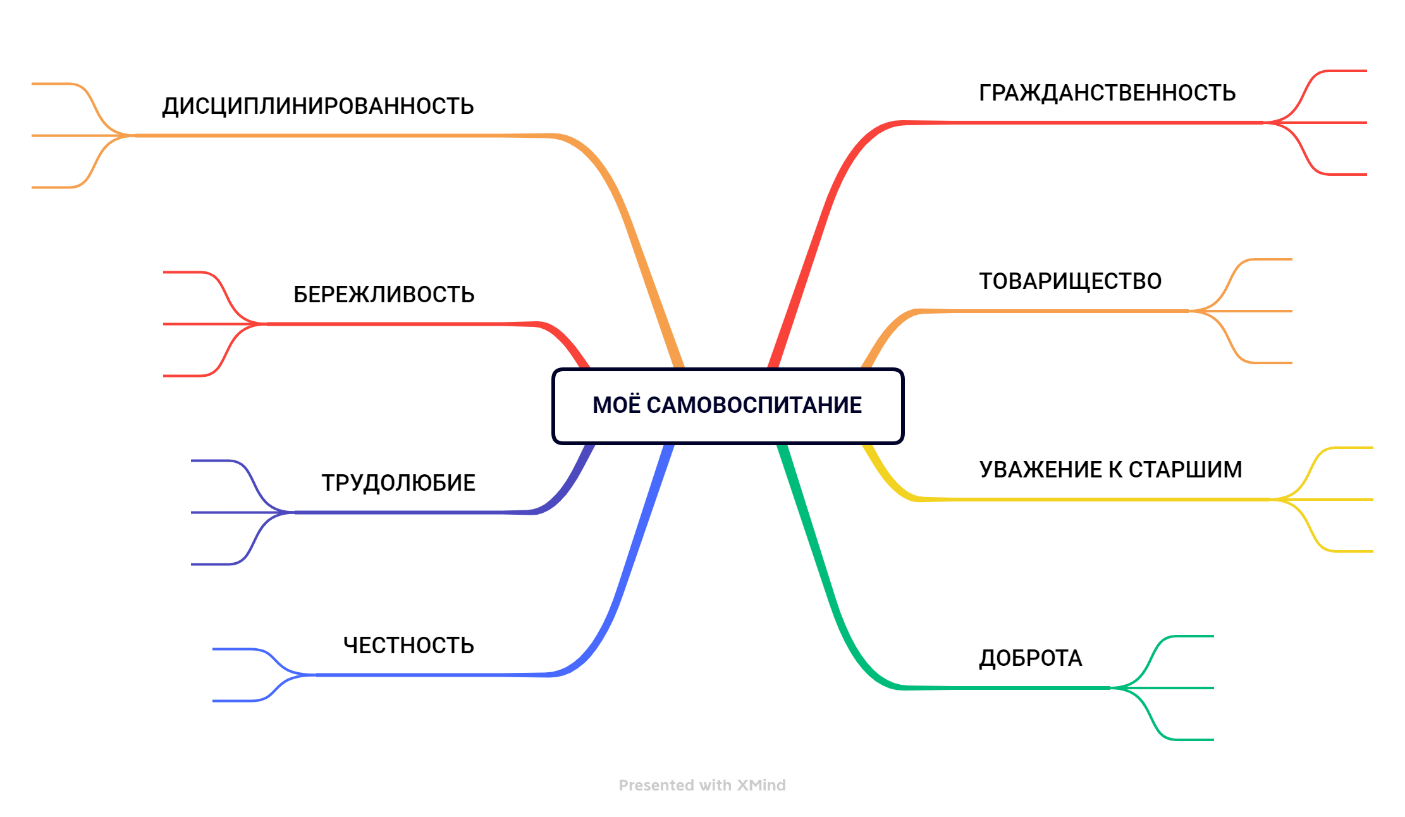 ДИСЦИПЛИНИРОВАННОСТЬ
ГРАЖДАНСТВЕННОСТЬ
БЕРЕЖЛИВОСТЬ
ТОВАРИЩЕСТВО
МОЁ САМОВОСПИТАНИЕ
ТРУДОЛЮБИЕ
УВАЖЕНИЕ К СТАРШИМ
ЧЕСТНОСТЬ
ДОБРОТА
Presented with XMind